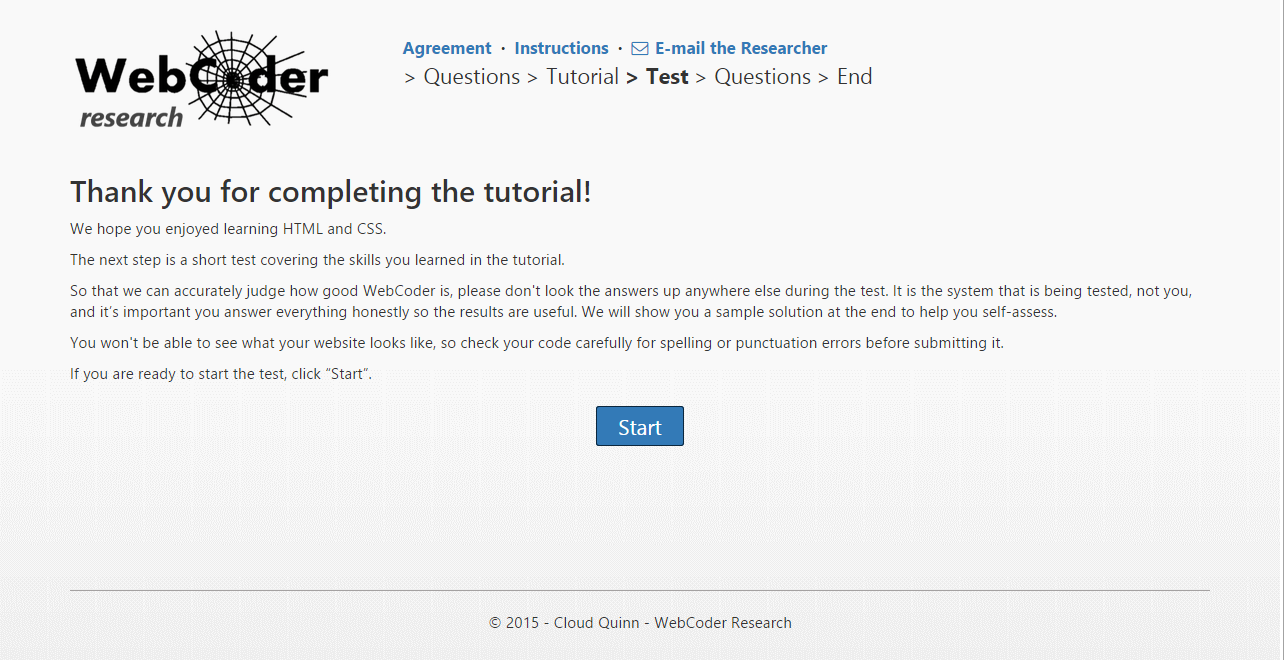 WebCoder
research
Agreement · Instructions · E-mail the Researcher
> Questions > Tutorial > Test > Questions > End
Thank you for completing the tutorial!
We hope you enjoyed learning HTML and CSS.
The next step is a short test covering the skills you learned in the tutorial.
So that we can accurately judge how good WebCoder is, please don't look the answers up anywhere else during the test. It is the system that is being tested, not you,
and it’s important you answer everything honestly so the results are useful. We will show you a sample solution at the end to help you self-assess.
You won't be able to see what your website looks like, so check your code carefully for spelling or punctuation errors before submitting it.
If you are ready to start the test, click “Start”.
Start
© 2015 - Cloud Quinn - WebCoder Research